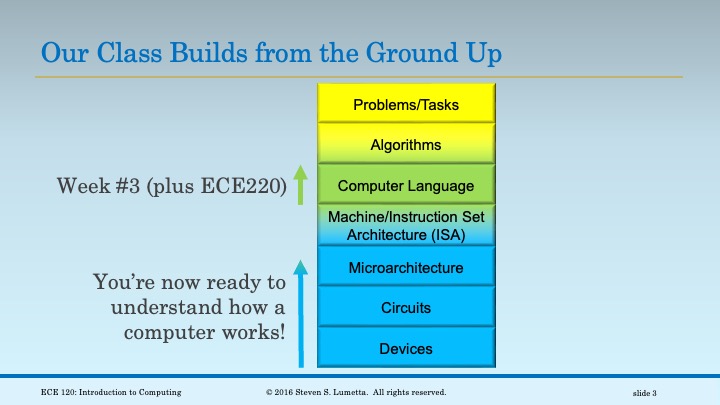 Our Class Builds from the Ground Up
Problems/Tasks
Algorithms
Week #3 (plus ECE220)
Computer Language
Machine/Instruction Set
Architecture (ISA)
Microarchitecture
You’re now ready to
understand how a
computer works!
Circuits
Devices
ECE 120: Introduction to Computing
© 2016 Steven S. Lumetta. All rights reserved.
slide 3